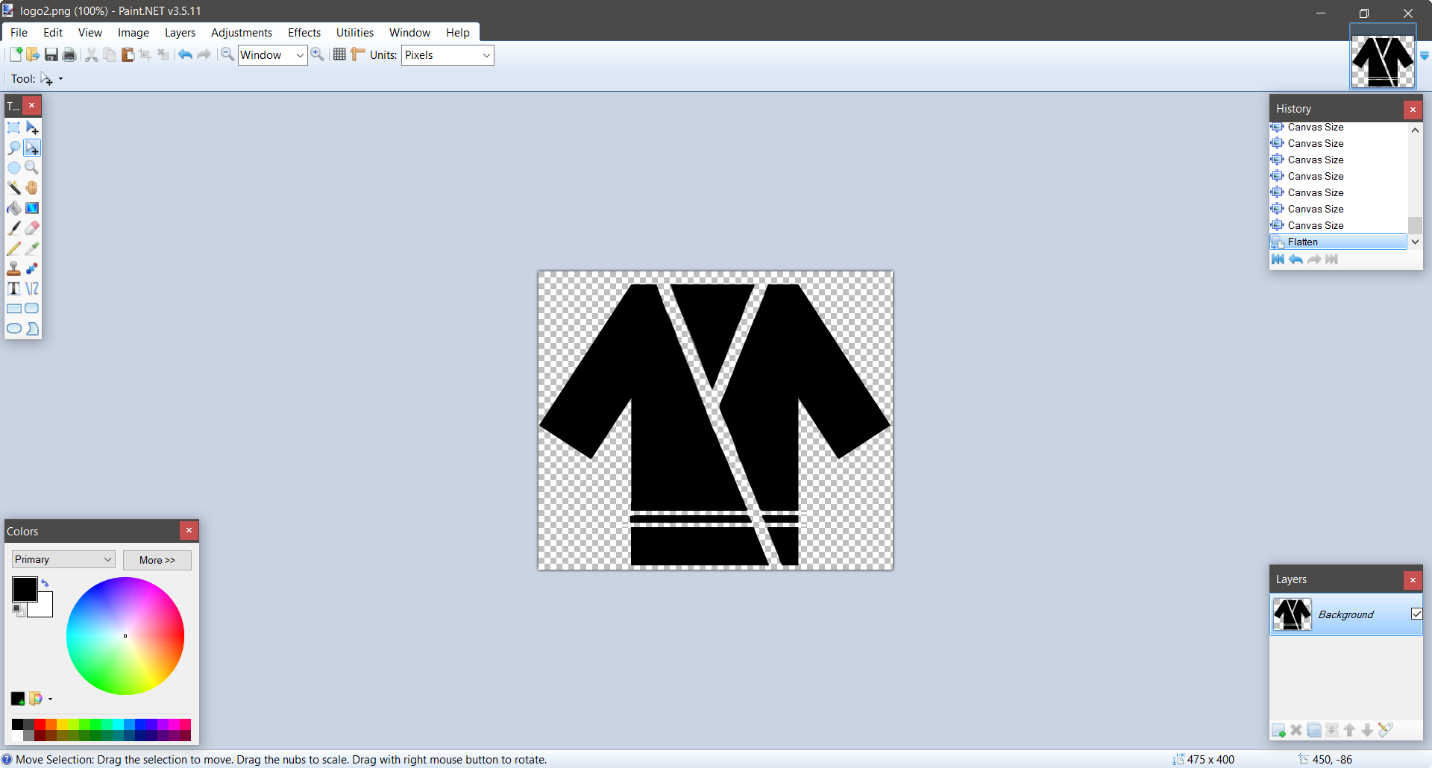 logo2.png (100%) - Paint.NET v3.5.11
File Edit View Image Layers Adjustments Effects Utilities Window Help
Window Units: Pixels
Tool:
T...
History
Canvas Size
Canvas Size
Canvas Size
Canvas Size
Canvas Size
Canvas Size
Canvas Size
Flatten
Colors
Primary More >>
Layers
Background
Move Selection: Drag the selection to move. Drag the nubs to scale. Drag with right mouse button to rotate. 475 x 400 450, -86